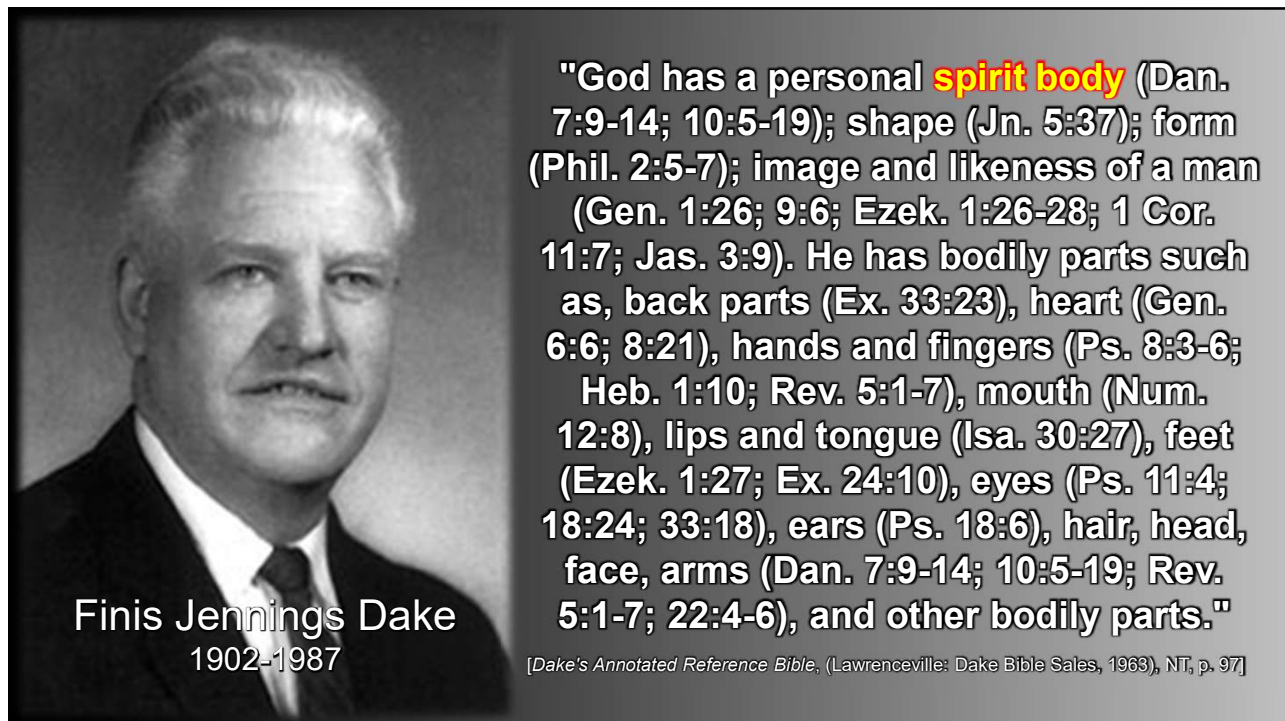 "God has a personal spirit body (Dan.
7:9-14; 10:5-19); shape (Jn. 5:37); form
(Phil. 2:5-7); image and likeness of a man
(Gen. 1:26; 9:6; Ezek. 1:26-28; 1 Cor.
11:7; Jas. 3:9). He has bodily parts such
as, back parts (Ex. 33:23), heart (Gen.
6:6; 8:21), hands and fingers (Ps. 8:3-6;
Heb. 1:10; Rev. 5:1-7), mouth (Num.
12:8), lips and tongue (Isa. 30:27), feet
(Ezek. 1:27; Ex. 24:10), eyes (Ps. 11:4;
18:24; 33:18), ears (Ps. 18:6), hair, head,
face, arms (Dan. 7:9-14; 10:5-19; Rev.
5:1-7; 22:4-6), and other bodily parts."
[Dake's Annotated Reference Bible, (Lawrenceville: Dake Bible Sales, 1963), NT, p. 97]
Finis Jennings Dake
1902-1987